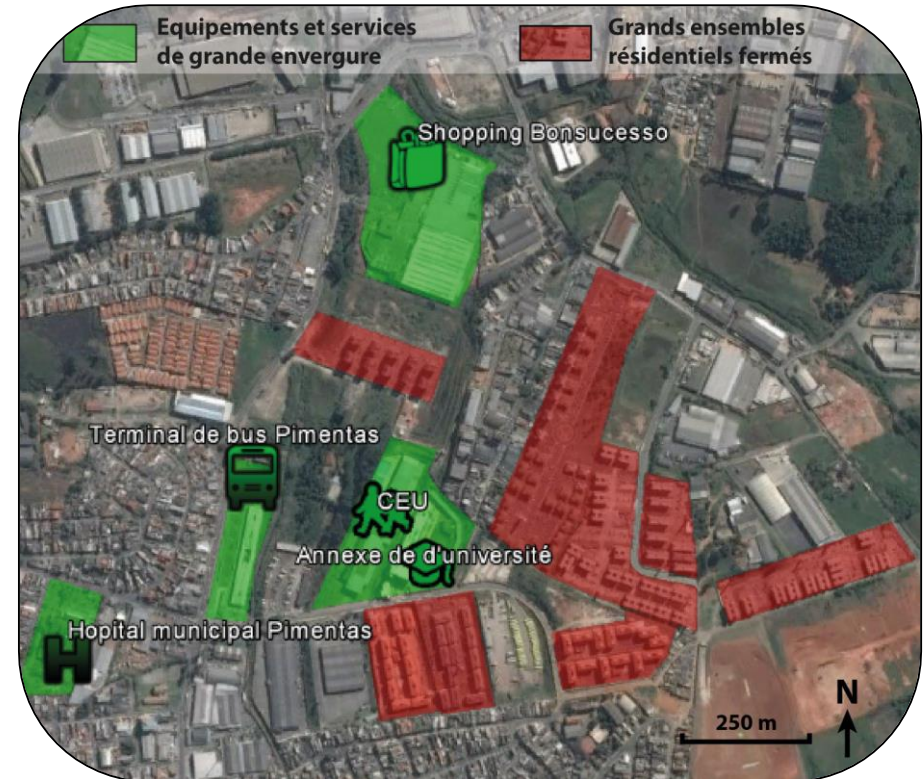 Equipements et services
de grande envergure
Grands ensembles
résidentiels fermés
Shopping Bonsucesso
Terminal de bus Pimentas
CEU
Annexe de d'université
Hopital municipal Pimentas
H
N
250 m